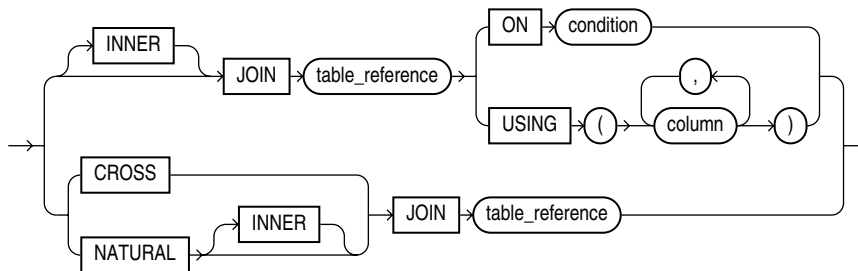 INNER
JOIN table_reference
ON condition
USING ( column , )
CROSS
NATURAL INNER
JOIN table_reference